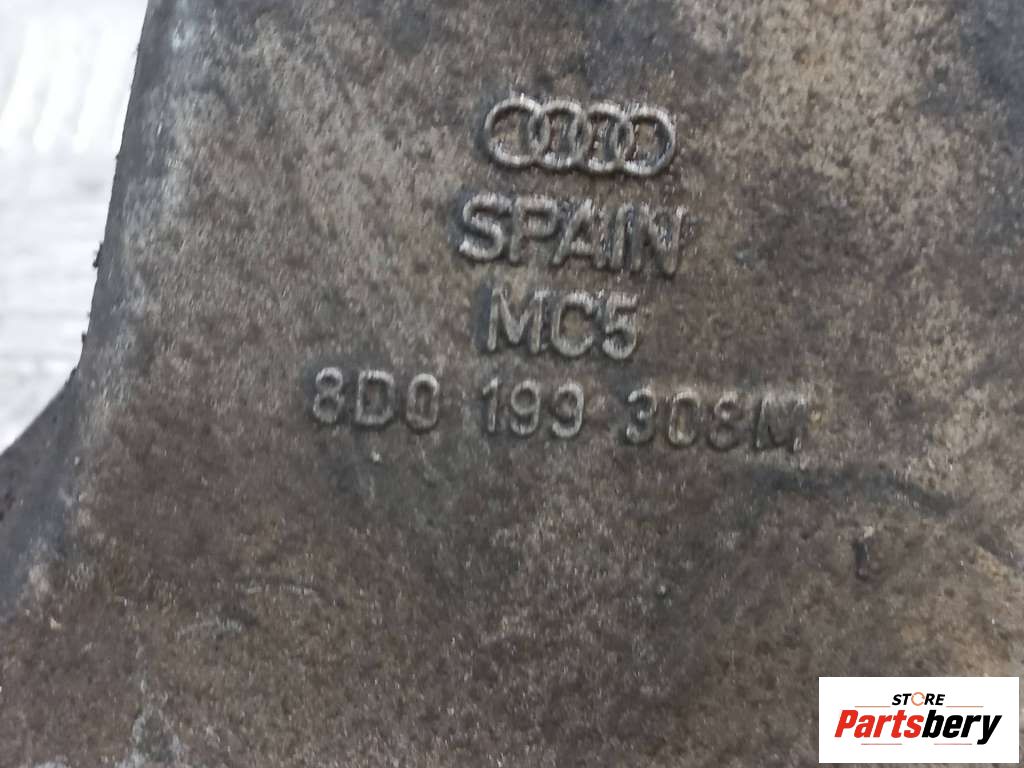 SPAIN
MC5
8D0 199 308M
STORE
Partsbery